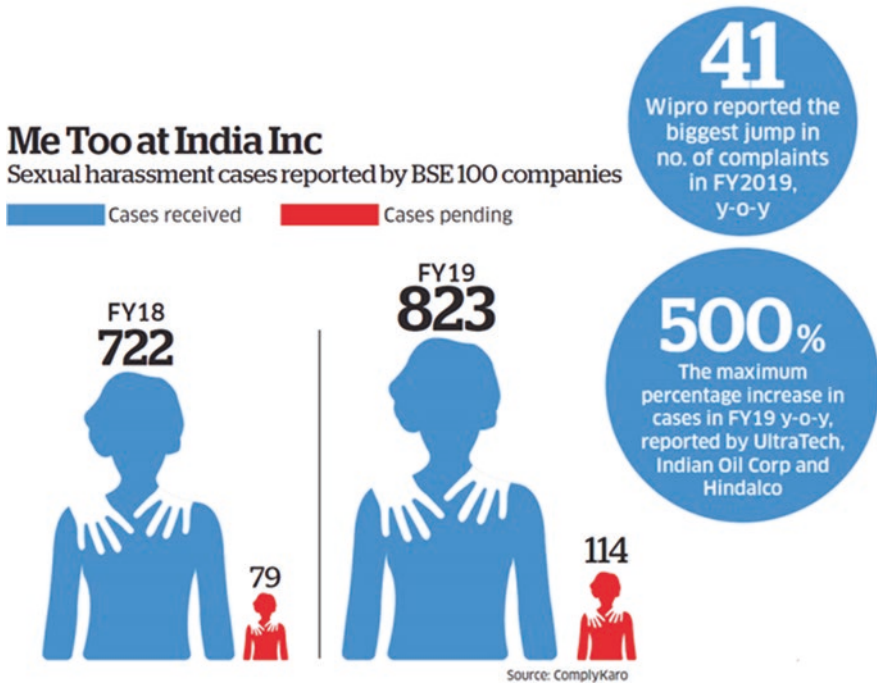 Me Too at India Inc
Sexual harassment cases reported by BSE 100 companies
Cases received
Cases pending
FY18
722
79
FY19
823
114
41
Wipro reported the
biggest jump in
no. of complaints
in FY2019,
y-o-y
500%
The maximum
percentage increase in
cases in FY19 y-o-y,
reported by UltraTech,
Indian Oil Corp and
Hindalco
Source: ComplyKaro